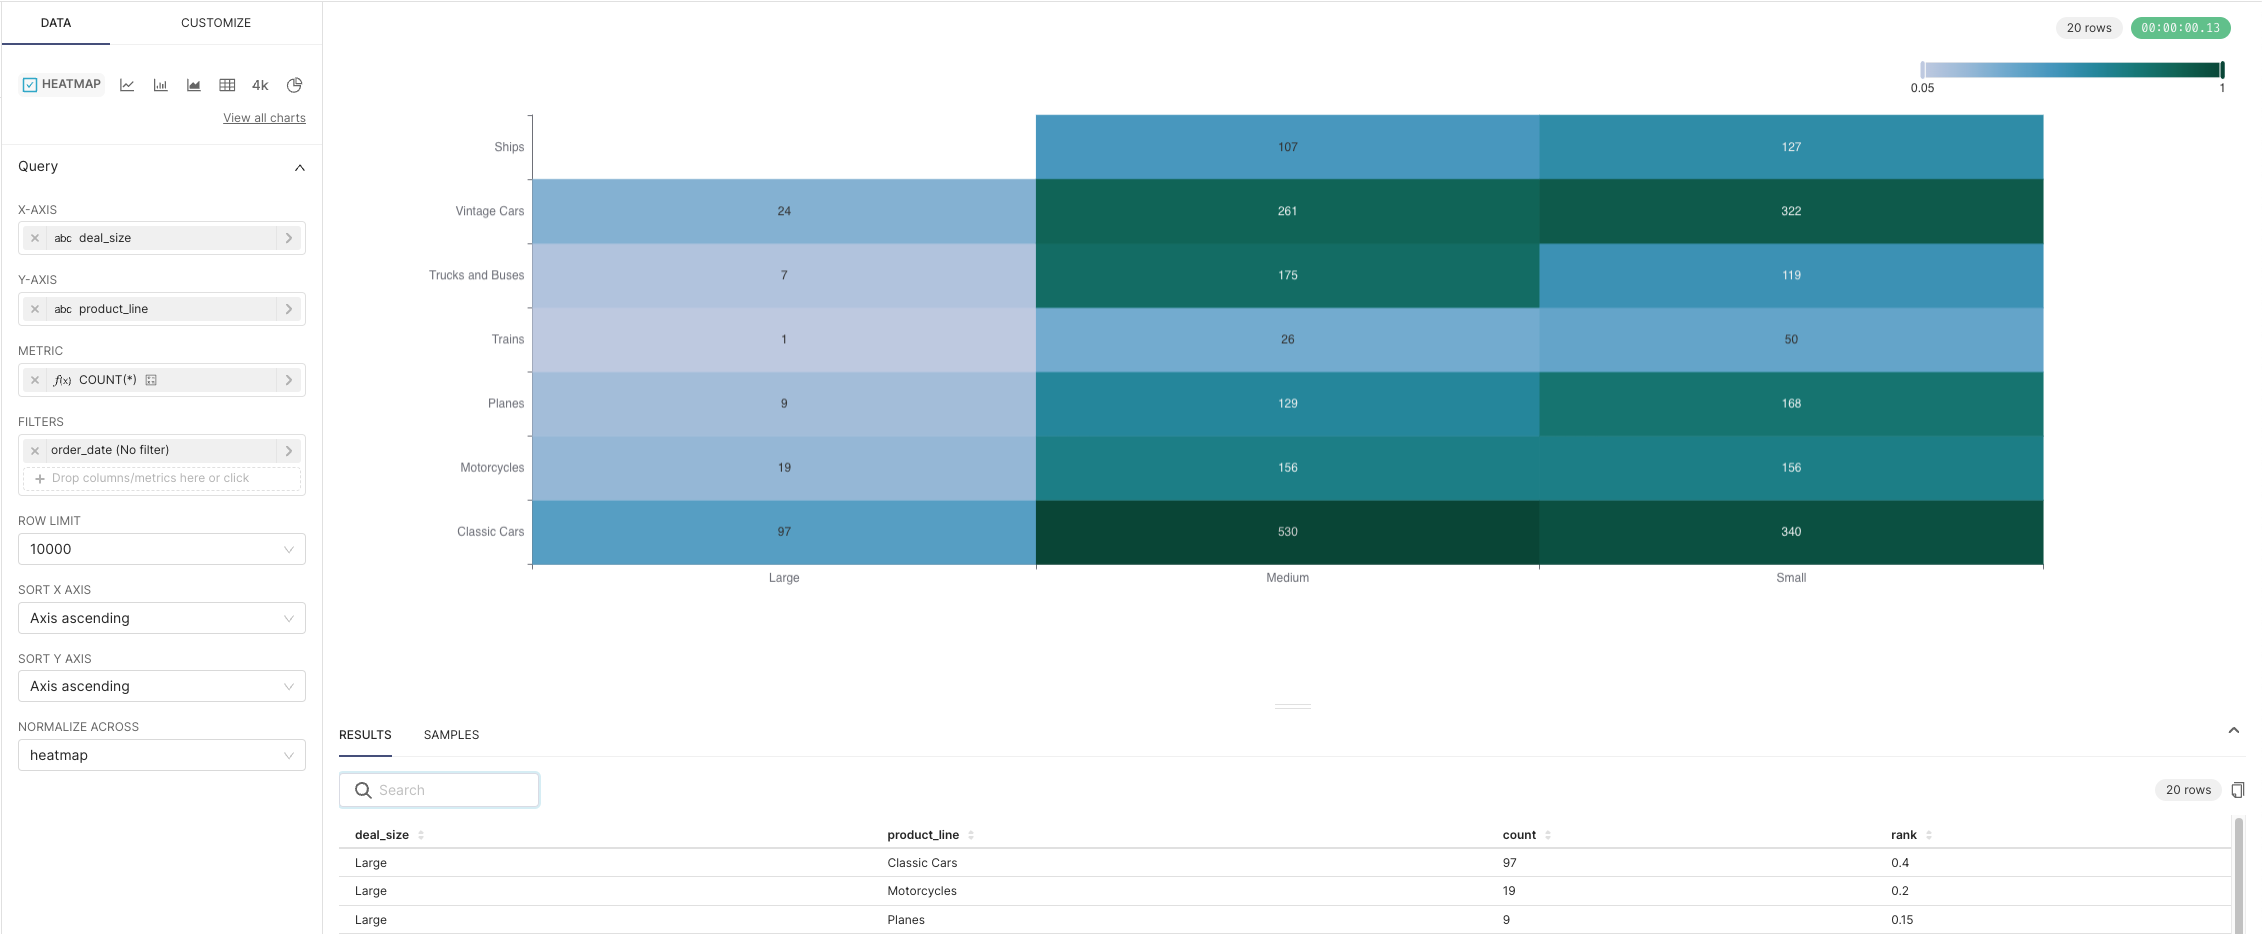 DATA CUSTOMIZE
HEATMAP 4k
View all charts
Query
X-AXIS
abc deal_size
Y-AXIS
abc product_line
METRIC
f(x) COUNT(*)
FILTERS
order_date (No filter)
Drop columns/metrics here or click
ROW LIMIT
10000
SORT X AXIS
Axis ascending
SORT Y AXIS
Axis ascending
NORMALIZE ACROSS
heatmap
20 rows 00:00:00.13
0.05 1
Ships 107 127
Vintage Cars 24 261 322
Trucks and Buses 7 175 119
Trains 1 26 50
Planes 9 129 168
Motorcycles 19 156 156
Classic Cars 97 530 340
Large Medium Small
RESULTS SAMPLES
Search 20 rows
deal_size product_line count rank
Large Classic Cars 97 0.4
Large Motorcycles 19 0.2
Large Planes 9 0.15